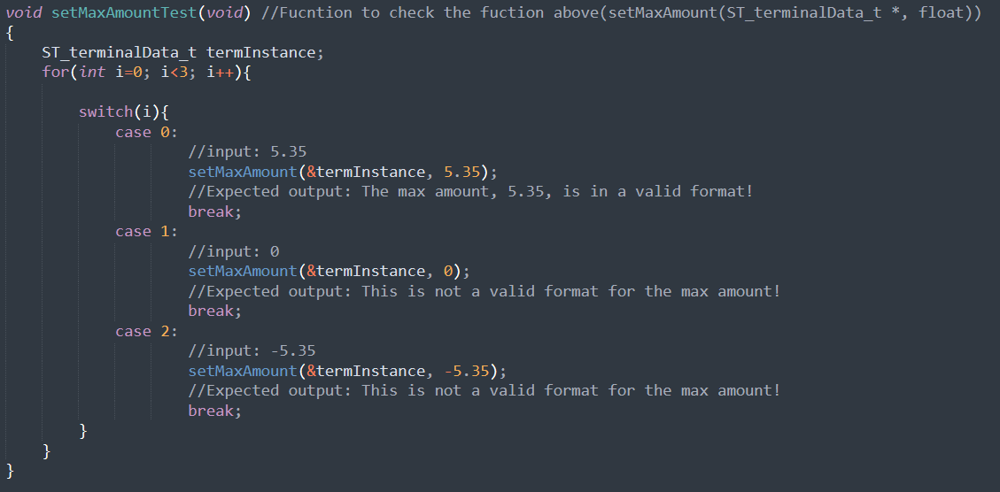 void setMaxAmountTest(void) //Fucntion to check the fuction above(setMaxAmount(ST_terminalData_t *, float))
{
    ST_terminalData_t termInstance;
    for(int i=0; i<3; i++){
        switch(i){
            case 0:
                    //input: 5.35
                    setMaxAmount(&termInstance, 5.35);
                    //Expected output: The max amount, 5.35, is in a valid format!
                    break;
            case 1:
                    //input: 0
                    setMaxAmount(&termInstance, 0);
                    //Expected output: This is not a valid format for the max amount!
                    break;
            case 2:
                    //input: -5.35
                    setMaxAmount(&termInstance, -5.35);
                    //Expected output: This is not a valid format for the max amount!
                    break;
        }
    }
}